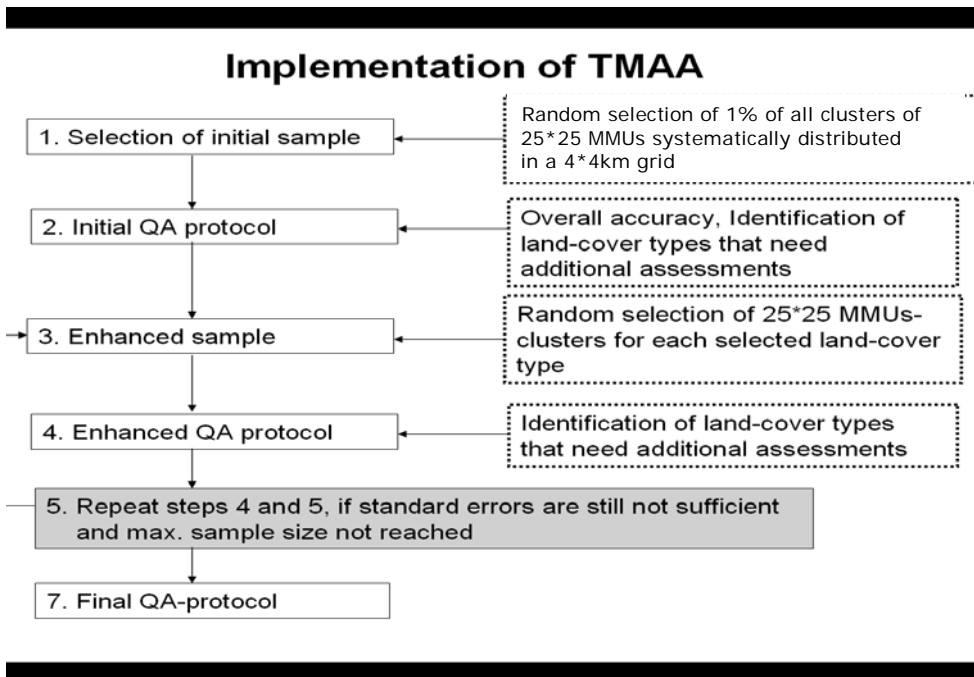 Implementation of TMAA
1. Selection of initial sample
Random selection of 1% of all clusters of
25*25 MMUs systematically distributed
in a 4*4km grid
2. Initial QA protocol
Overall accuracy, Identification of
land-cover types that need
additional assessments
3. Enhanced sample
Random selection of 25*25 MMUs-
clusters for each selected land-cover
type
4. Enhanced QA protocol
Identification of land-cover types
that need additional assessments
5. Repeat steps 4 and 5, if standard errors are still not sufficient
and max. sample size not reached
7. Final QA-protocol